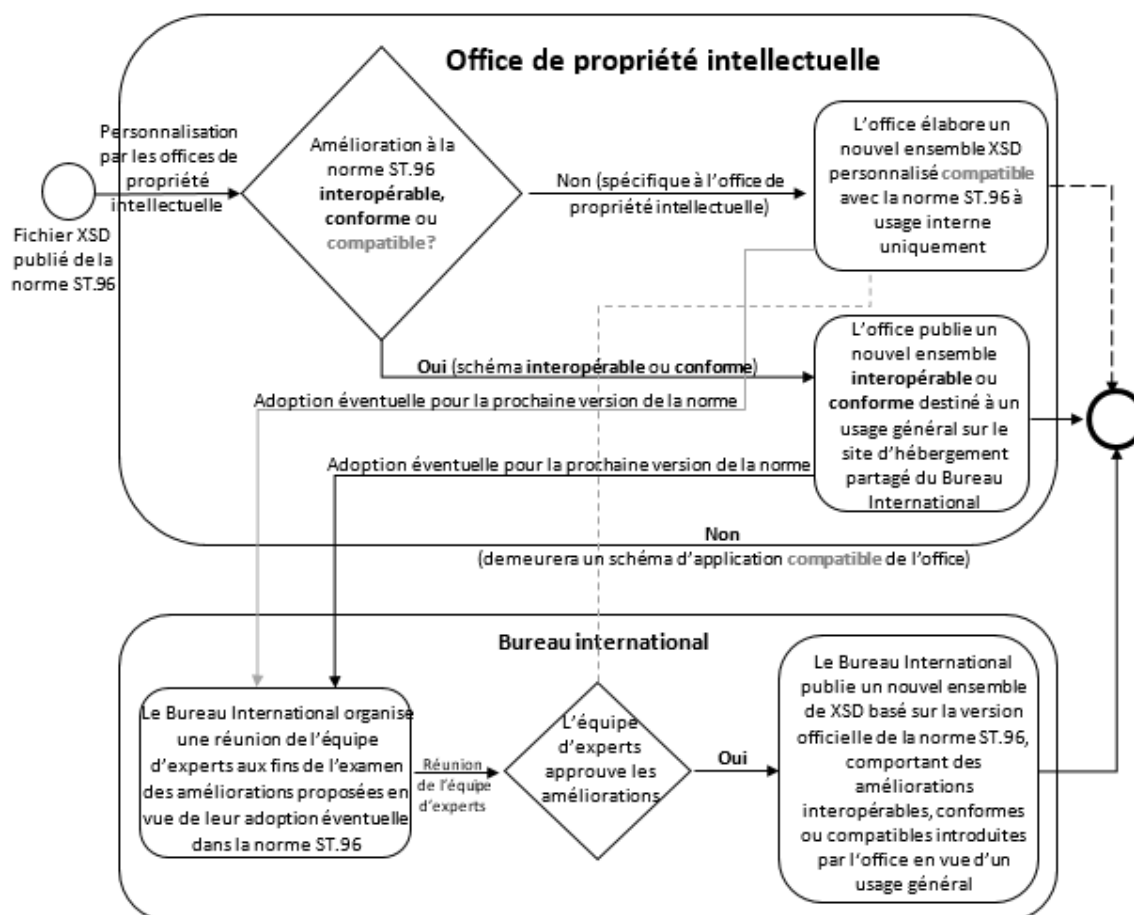 Office de propriété intellectuelle
Personnalisation
par les offices de
propriété
intellectuelle
Fichier XSD
publié de la
norme ST.96
Amélioration à la
norme ST.96
interopérable,
conforme ou
compatible?
Non (spécifique à l'office de
propriété intellectuelle)
L'office élabore un
nouvel ensemble XSD
personnalisé compatible
avec la norme ST.96 à
usage interne
uniquement
Oui (schéma interopérable ou conforme)
L'office publie un
nouvel ensemble
interopérable ou
conforme destiné à un
usage général sur le
site d'hébergement
partagé du Bureau
International
Adoption éventuelle pour la prochaine version de la norme
Adoption éventuelle pour la prochaine version de la norme
Non
(demeurera un schéma d'application compatible de l'office)
Bureau international
Le Bureau International organise
une réunion de l'équipe
d'experts aux fins de l'examen
des améliorations proposées en
vue de leur adoption éventuelle
dans la norme ST.96
Réunion
de l'équipe
d'experts
L'équipe
d'experts
approuve les
améliorations
Oui
Le Bureau International
publie un nouvel ensemble
de XSD basé sur la version
officielle de la norme ST.96,
comportant des
améliorations
interopérables, conformes
ou compatibles introduites
par l'office en vue d'un
usage général